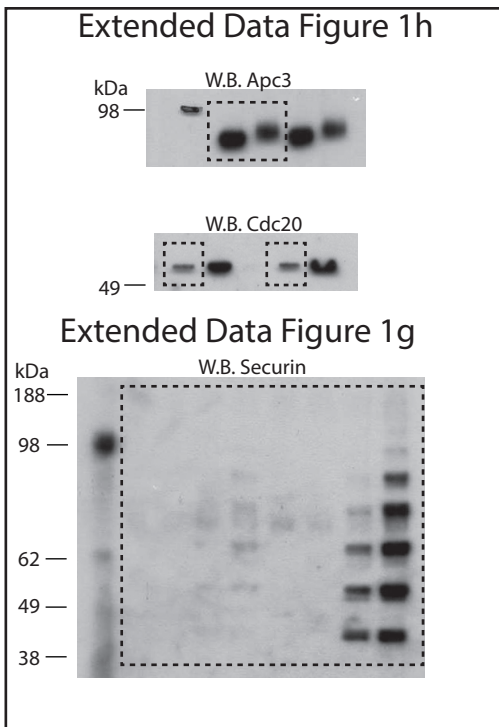 Extended Data Figure 1h
kDa
W.B. Apc3
98
W.B. Cdc20
49
Extended Data Figure 1g
kDa
W.B. Securin
188
98
62
49
38